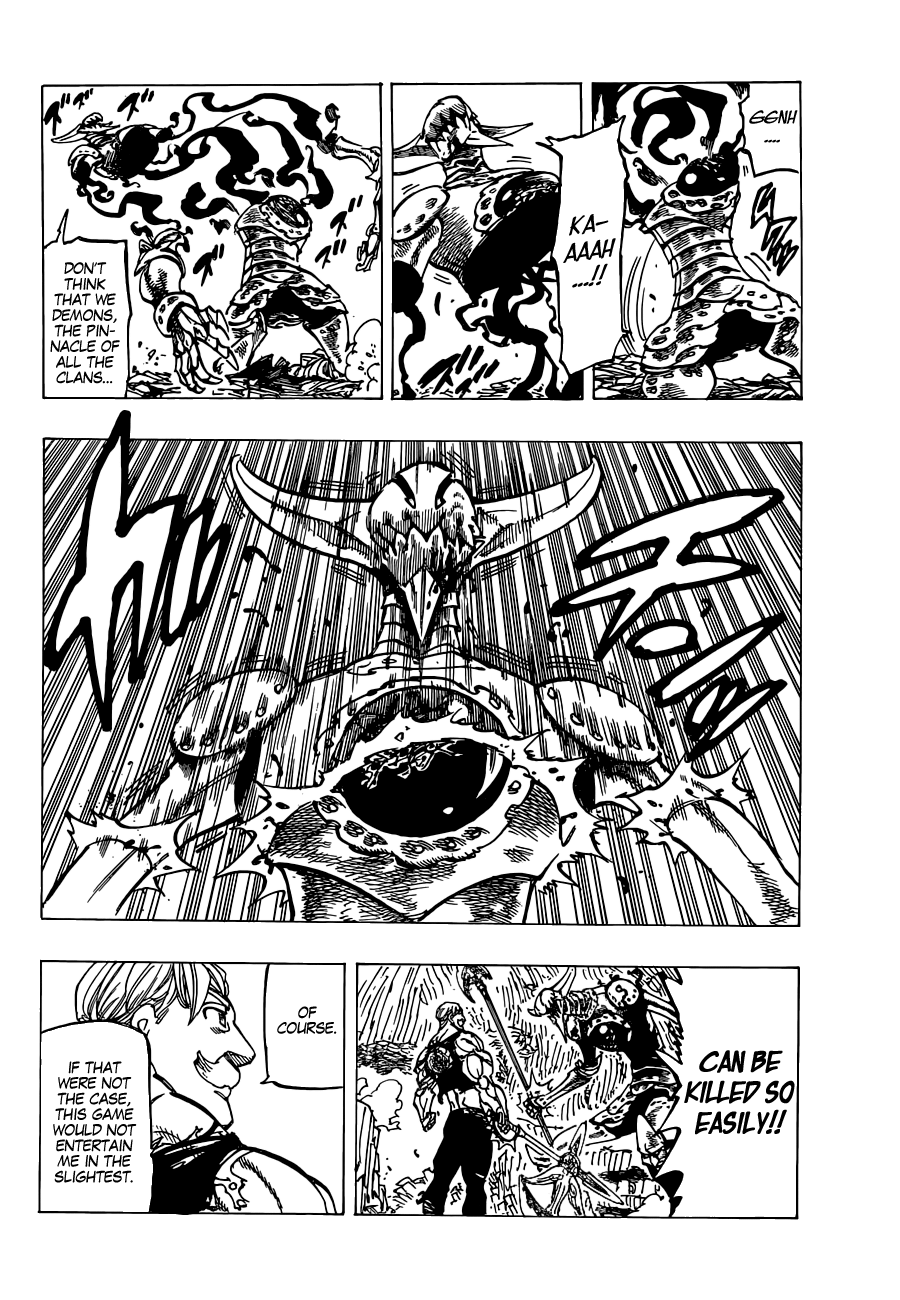 GGNH
....
KA-
AAAH
....!!
DON'T
THINK
THAT WE
DEMONS,
THE PIN-
NACLE OF
ALL THE
CLANS...
CAN BE
KILLED SO
EASILY!!
OF
COURSE.
IF THAT
WERE NOT
THE CASE,
THIS GAME
WOULD NOT
ENTERTAIN
ME IN THE
SLIGHTEST.